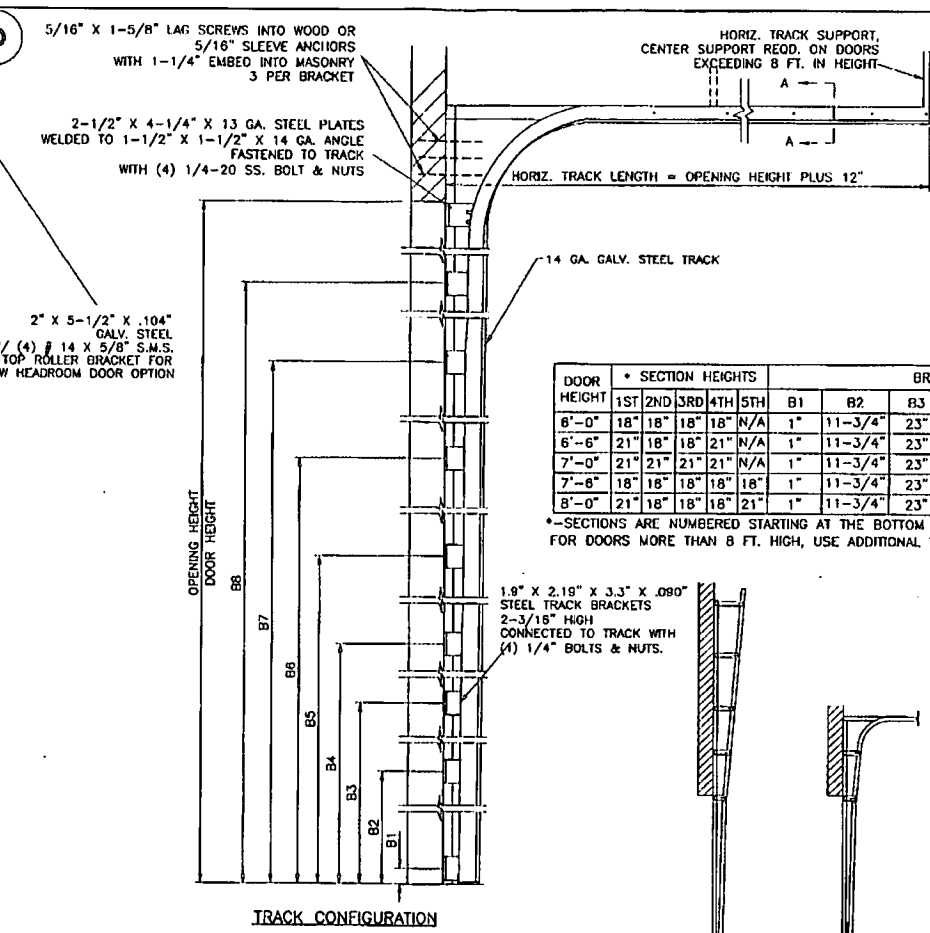 5/16" X 1-5/8" LAG SCREWS INTO WOOD OR
5/16" SLEEVE ANCHORS
WITH 1-1/4" EMBED INTO MASONRY
3 PER BRACKET
2-1/2" X 4-1/4" X 13 GA. STEEL PLATES
WELDED TO 1-1/2" X 1-1/2" X 14 GA. ANGLE
FASTENED TO TRACK
WITH (4) 1/4-20 SS. BOLT & NUTS
HORIZ. TRACK SUPPORT,
CENTER SUPPORT REQD. ON DOORS
EXCEEDING 8 FT. IN HEIGHT
A
A
HORIZ. TRACK LENGTH = OPENING HEIGHT PLUS 12"
14 GA. GALV. STEEL TRACK
2" X 5-1/2" X .104"
GALV. STEEL
/ (4) # 14 X 5/8" S.M.S.
TOP ROLLER BRACKET FOR
W HEADROOM DOOR OPTION
DOOR HEIGHT * SECTION HEIGHTS BR
1ST 2ND 3RD 4TH 5TH B1 B2 B3
6'-0" 18" 18" 18" 18" N/A 1" 11-3/4" 23"
6'-6" 21" 18" 18" 21" N/A 1" 11-3/4" 23"
7'-0" 21" 21" 21" 21" N/A 1" 11-3/4" 23"
7'-6" 18" 18" 18" 18" 18" 1" 11-3/4" 23"
8'-0" 21" 18" 18" 18" 21" 1" 11-3/4" 23"
*-SECTIONS ARE NUMBERED STARTING AT THE BOTTOM
FOR DOORS MORE THAN 8 FT. HIGH, USE ADDITIONAL
OPENING HEIGHT
DOOR HEIGHT
B8
B7
B6
B5
B4
B3
B2
B1
1.9" X 2.19" X 3.3" X .090"
STEEL TRACK BRACKETS
2-3/16" HIGH
CONNECTED TO TRACK WITH
(4) 1/4" BOLTS & NUTS.
TRACK CONFIGURATION